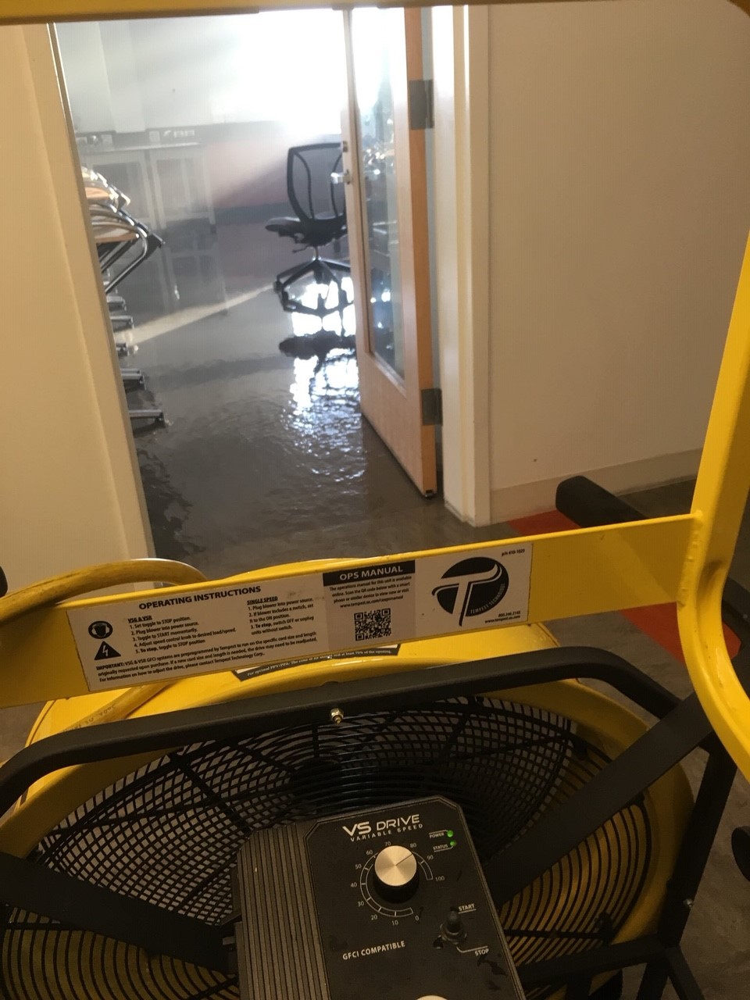 OPERATING INSTRUCTIONS
VSG & VSR
1. Set toggle to STOP position.
2. Plug blower into power source.
3. Toggle to START momentarily.
4. Adjust speed control knob to desired load/speed.
5. To stop, toggle to STOP position
SINGLE SPEED
1. Plug blower into power source.
2. If blower includes a switch, set
it to the ON position.
3. To stop, switch OFF or unplug
units without switch.
IMPORTANT: VSG & VSR GFCI systems are preprogrammed by Tempest to run on the specific cord size and length
originally requested upon purchase. If a new cord size and length is needed, the drive may need to be readjusted.
For information on how to adjust the drive, please contact Tempest Technology Corp.
OPS MANUAL
The operations manual for this unit is available
online. Scan the QR code below with a smart
phone or similar device to view now or visit
www.tempest.us.com/opsmanual
TEMPEST TECHNOLOGY
800.346.2143
www.tempest.us.com
For optimal PPV/PPA: The cone of air should
VS DRIVE
VARIABLE SPEED
POWER
STATUS
0
10
20
30
40
50
60
70
80
90
100
START
STOP
GFCI COMPATIBLE